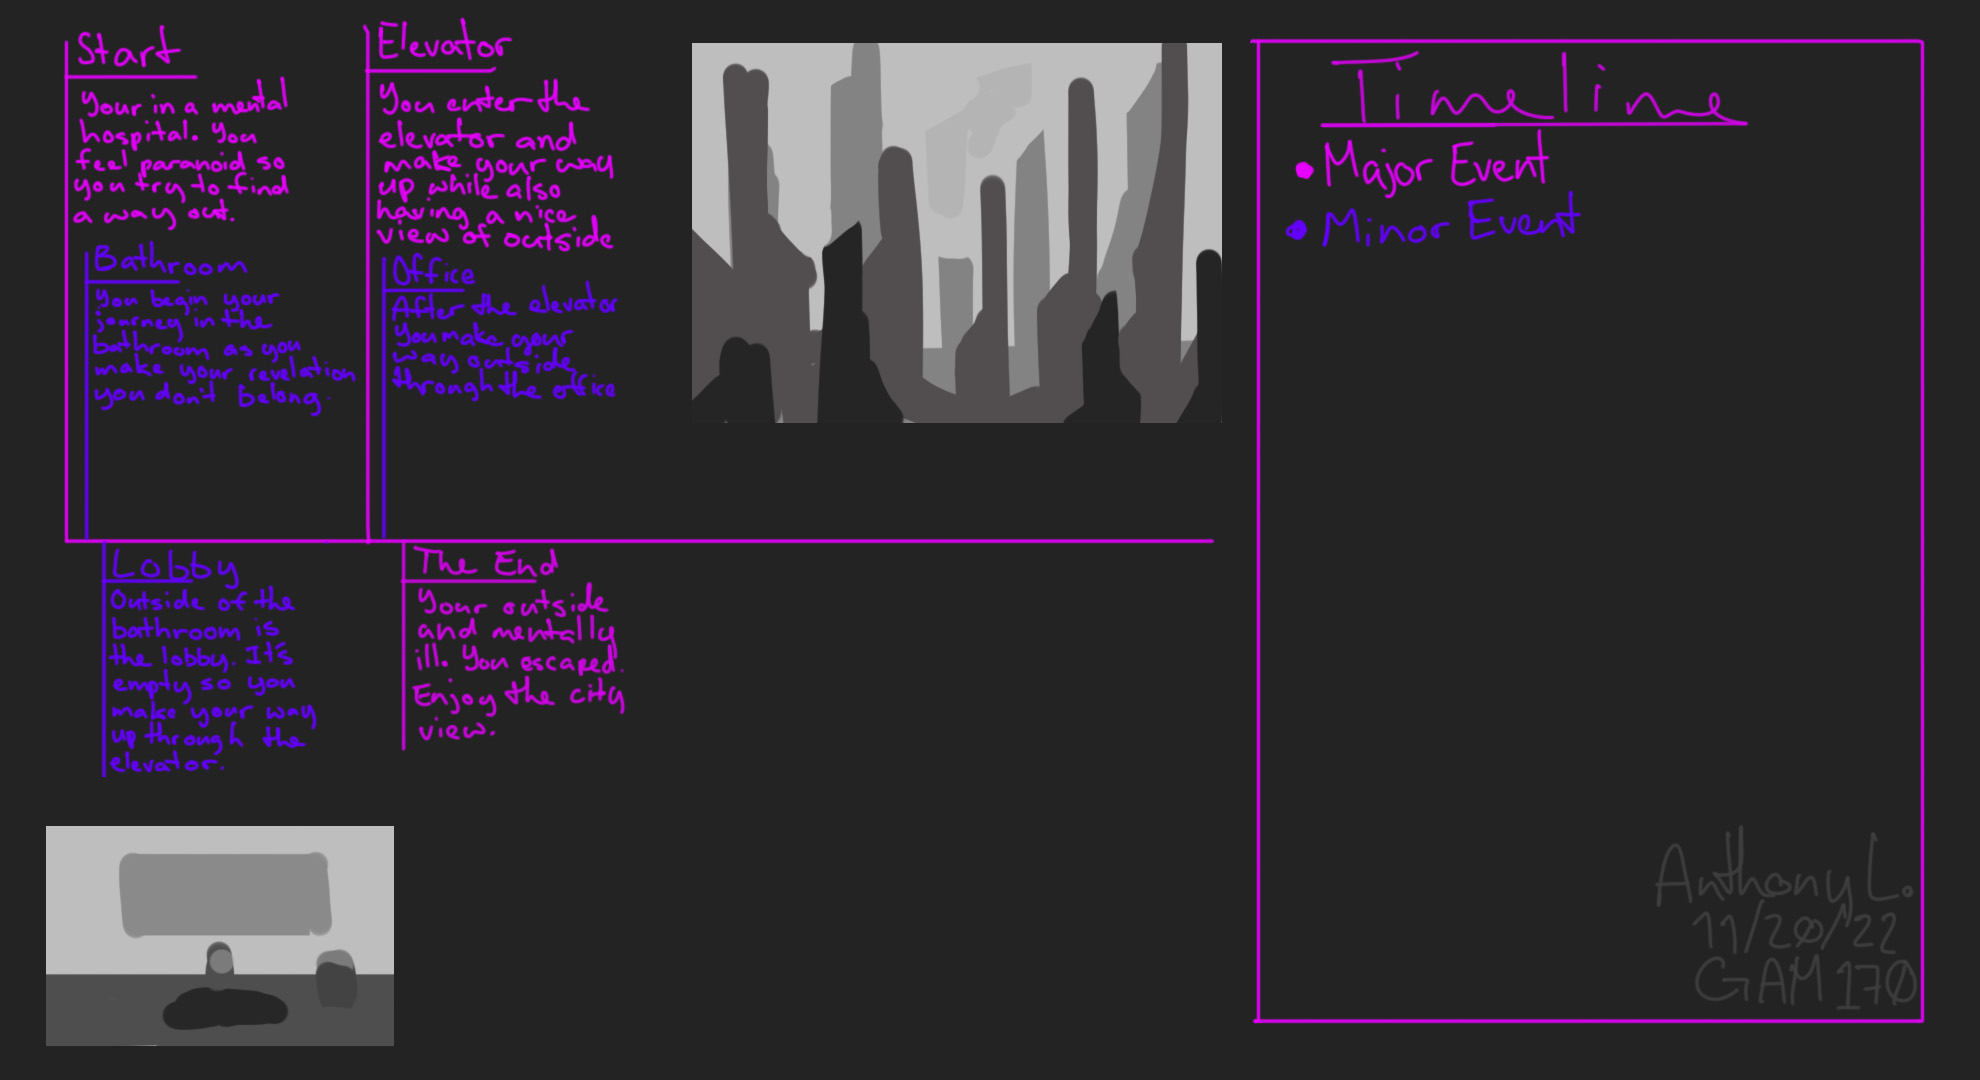 Start
Your in a mental
hospital. You
feel paranoid so
you try to find
a way out.
Bathroom
You begin your
journey in the
bathroom as you
make your revelation
you don't belong.
Lobby
Outside of the
bathroom is
the lobby. It's
empty so you
make your way
up through the
elevator.
Elevator
You enter the
elevator and
make your way
up while also
having a nice
view of outside
Office
After the elevator
you make your
way outside
through the office
The End
Your outside
and mentally
ill. You escaped.
Enjoy the city
view.
Timeline
• Major Event
• Minor Event
Anthony L.
11/20/22
GAM 170